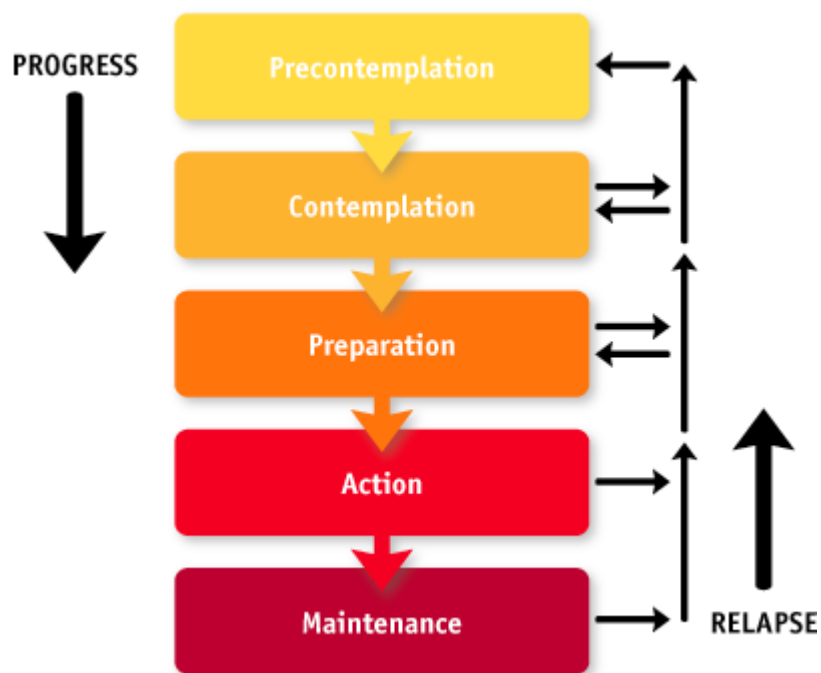 PROGRESS
Precontemplation
Contemplation
Preparation
Action
Maintenance
RELAPSE